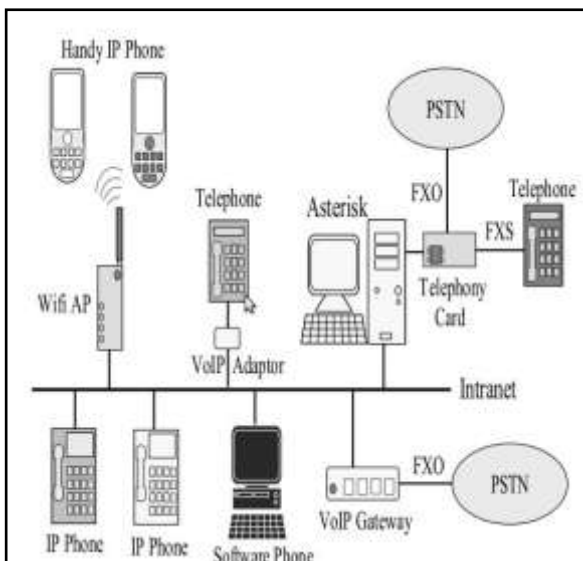 Handy IP Phone
PSTN
Telephone
Asterisk
FXO
Telephone
FXS
Wifi AP
Telephony
Card
VoIP Adaptor
Intranet
IP Phone
IP Phone
Software Phone
VoIP Gateway
FXO
PSTN